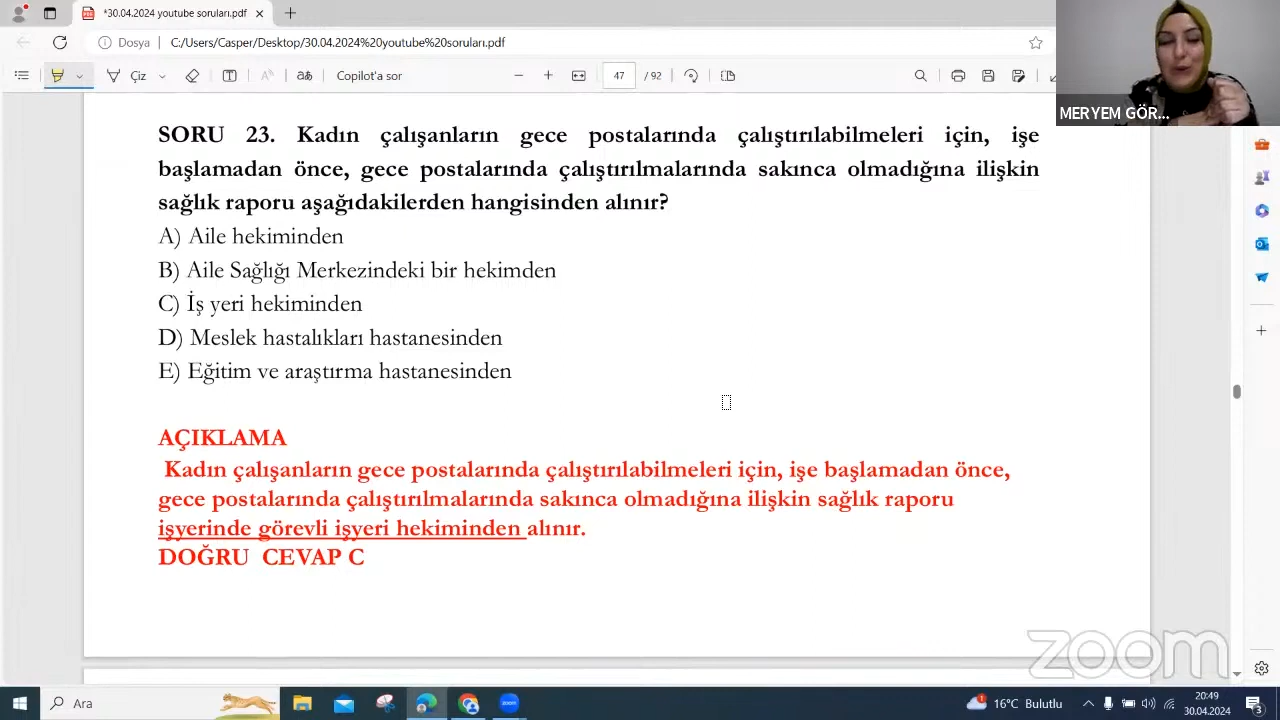 *30.04.2024 youtube soruları.pdf
Dosya
C:/Users/Casper/Desktop/30.04.2024%20youtube%20soruları.pdf
Çiz
aあ
Copilot'a sor
47 /92
MERYEM GÖR...
SORU 23. Kadın çalışanların gece postalarında çalıştırılabilmeleri için, işe
başlamadan önce, gece postalarında çalıştırılmalarında sakınca olmadığına ilişkin
sağlık raporu aşağıdakilerden hangisinden alınır?
A) Aile hekiminden
B) Aile Sağlığı Merkezindeki bir hekimden
C) İş yeri hekiminden
D) Meslek hastalıkları hastanesinden
E) Eğitim ve araştırma hastanesinden
AÇIKLAMA
Kadın çalışanların gece postalarında çalıştırılabilmeleri için, işe başlamadan önce,
gece postalarında çalıştırılmalarında sakınca olmadığına ilişkin sağlık raporu
işyerinde görevli işyeri hekiminden alınır.
DOĞRU CEVAP C
zoom
Ara
zoom
1
16°C Bulutlu
20:49
30.04.2024
3